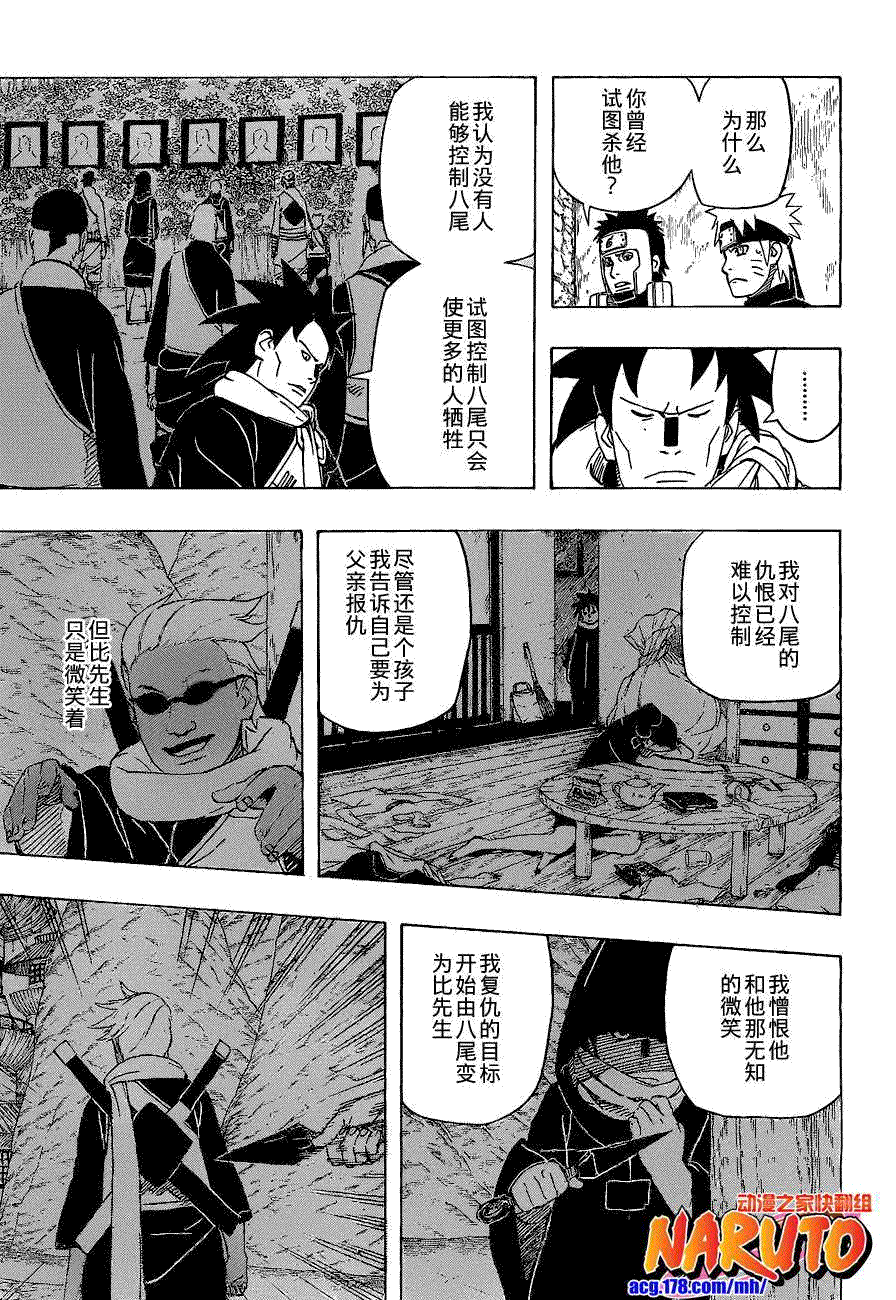 那么
为什么
你曾经
试图杀他？
………
我认为没有人
能够控制八尾
试图控制八尾只会
使更多的人牺牲
我对八尾的
仇恨已经
难以控制
尽管还是个孩子
我告诉自己要为
父亲报仇
但比先生
只是微笑着
我憎恨他
和他那无知
的微笑
我复仇的目标
开始由八尾变
为比先生
动漫之家快翻组
NARUTO
acg.178.com/mh/